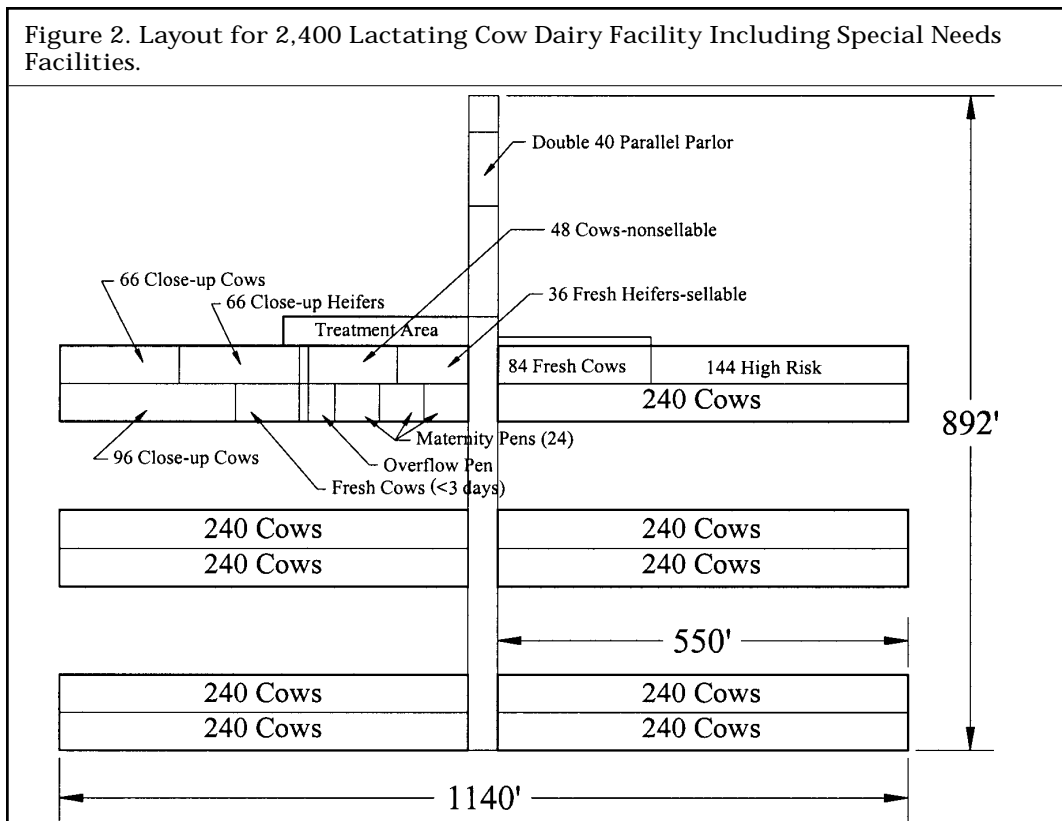 Figure 2. Layout for 2,400 Lactating Cow Dairy Facility Including Special Needs
Facilities.
Double 40 Parallel Parlor
48 Cows-nonsellable
66 Close-up Cows
66 Close-up Heifers
36 Fresh Heifers-sellable
Treatment Area
84 Fresh Cows
144 High Risk
240 Cows
892'
Maternity Pens (24)
96 Close-up Cows
Overflow Pen
Fresh Cows (<3 days)
240 Cows
240 Cows
240 Cows
240 Cows
550'
240 Cows
240 Cows
240 Cows
240 Cows
1140'